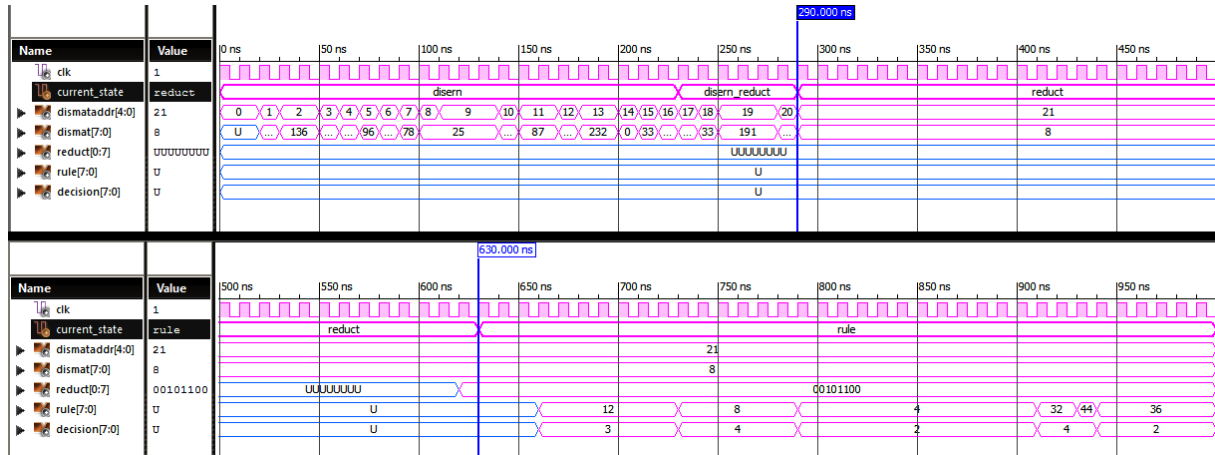 290.000 ns
Name Value 0 ns 50 ns 100 ns 150 ns 200 ns 250 ns 300 ns 350 ns 400 ns 450 ns
clk 1
current_state reduct disern disern_reduct reduct
dismataddr[4:0] 21 0 1 2 3 4 5 6 7 8 9 10 11 12 13 14 15 16 17 18 19 20 21
dismat[7:0] 8 U ... 136 ... ... 96 ... 78 25 ... 87 ... 232 0 33 ... ... 33 191 ... 8
reduct[0:7] UUUUUUUU UUUUUUUU
rule[7:0] U U
decision[7:0] U U
630.000 ns
Name Value 500 ns 550 ns 600 ns 650 ns 700 ns 750 ns 800 ns 850 ns 900 ns 950 ns
clk 1
current_state rule reduct rule
dismataddr[4:0] 21 21
dismat[7:0] 8 8
reduct[0:7] 00101100 UUUUUUUU 00101100
rule[7:0] U U 12 8 4 32 44 36
decision[7:0] U U 3 4 2 4 2